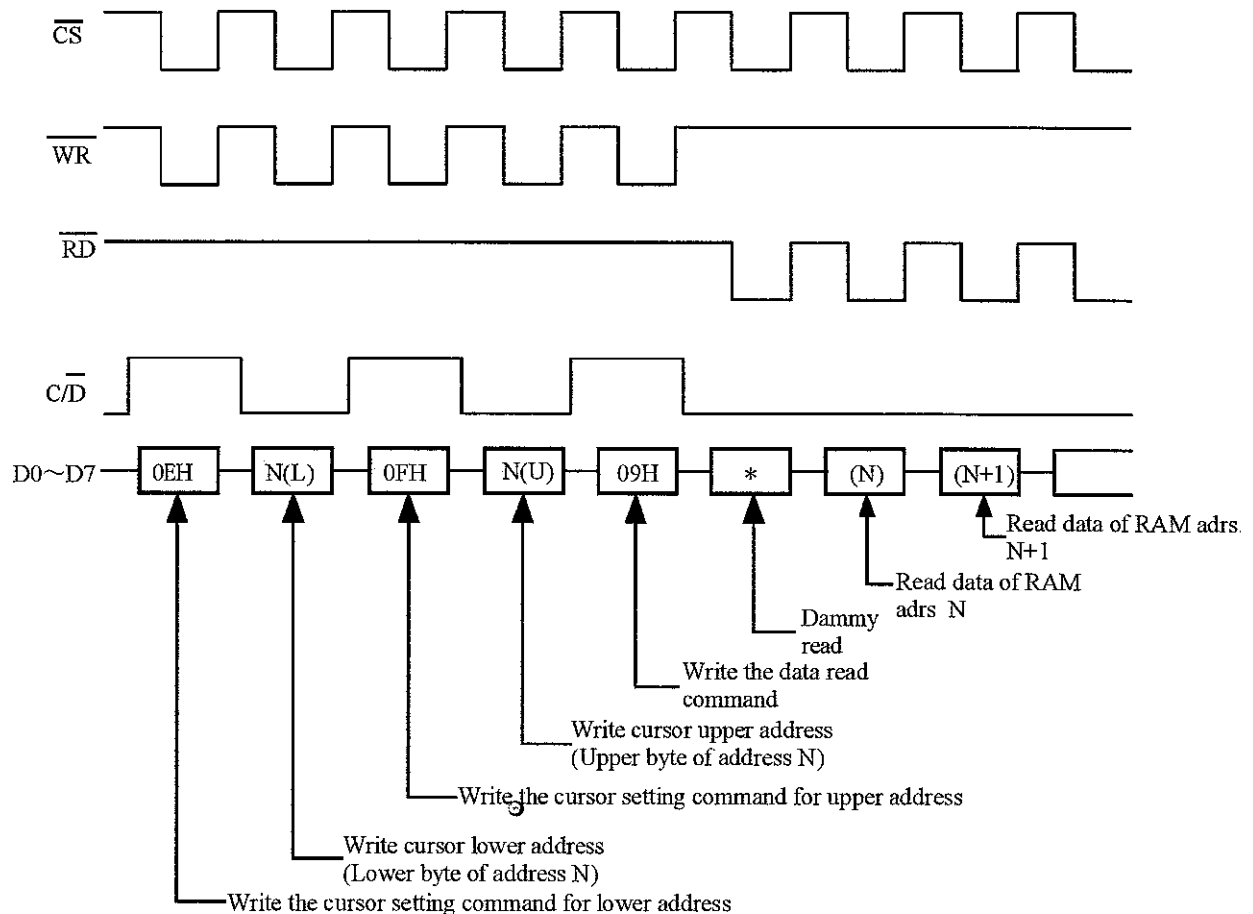 CS
WR
RD
C/D
D0~D7 0EH N(L) 0FH N(U) 09H * (N) (N+1)
Read data of RAM adrs.
N+1
Read data of RAM
adrs N
Dammy
read
Write the data read
command
Write cursor upper address
(Upper byte of address N)
Write the cursor setting command for upper address
Write cursor lower address
(Lower byte of address N)
Write the cursor setting command for lower address